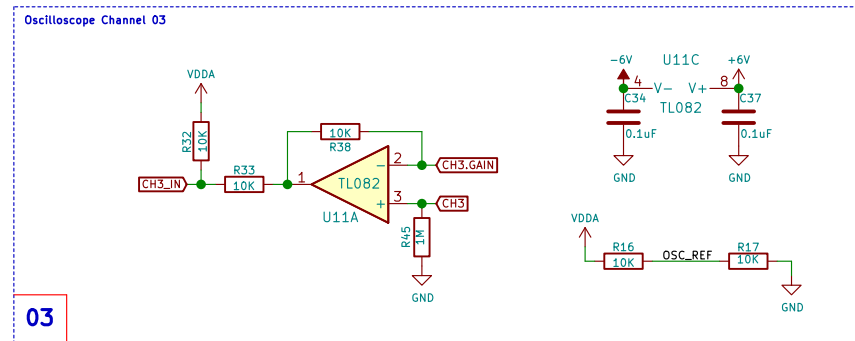 Oscilloscope Channel 03
VDDA
R32
10K
CH3_IN
R33
10K
10K
R38
1
2
3
-
+
TL082
U11A
CH3.GAIN
CH3
R45
1M
GND
-6V
U11C
+6V
4
V-
V+
8
C34
TL082
C37
0.1uF
0.1uF
GND
GND
VDDA
R16
10K
OSC_REF
R17
10K
GND
03